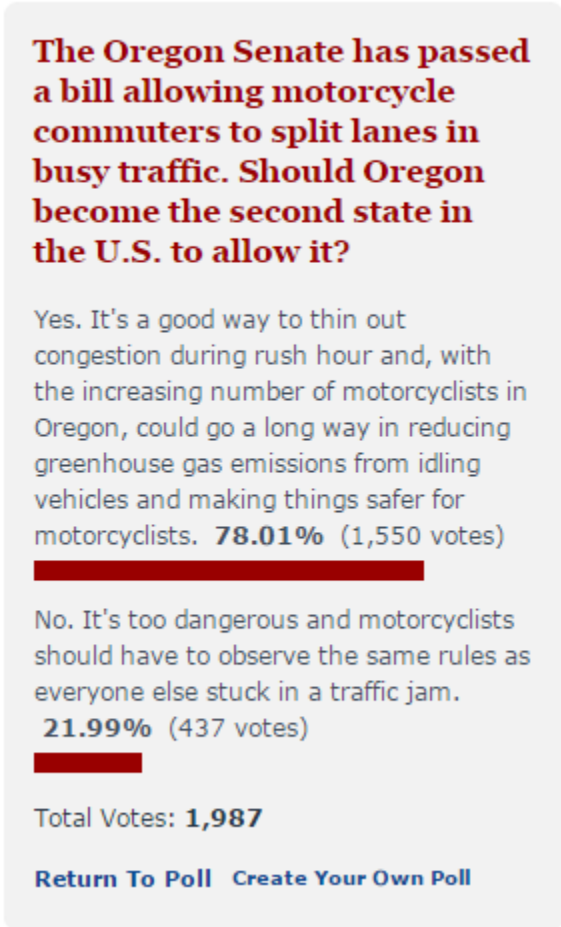 The Oregon Senate has passed
a bill allowing motorcycle
commuters to split lanes in
busy traffic. Should Oregon
become the second state in
the U.S. to allow it?
Yes. It's a good way to thin out
congestion during rush hour and, with
the increasing number of motorcyclists in
Oregon, could go a long way in reducing
greenhouse gas emissions from idling
vehicles and making things safer for
motorcyclists. 78.01% (1,550 votes)
No. It's too dangerous and motorcyclists
should have to observe the same rules as
everyone else stuck in a traffic jam.
21.99% (437 votes)
Total Votes: 1,987
Return To Poll Create Your Own Poll